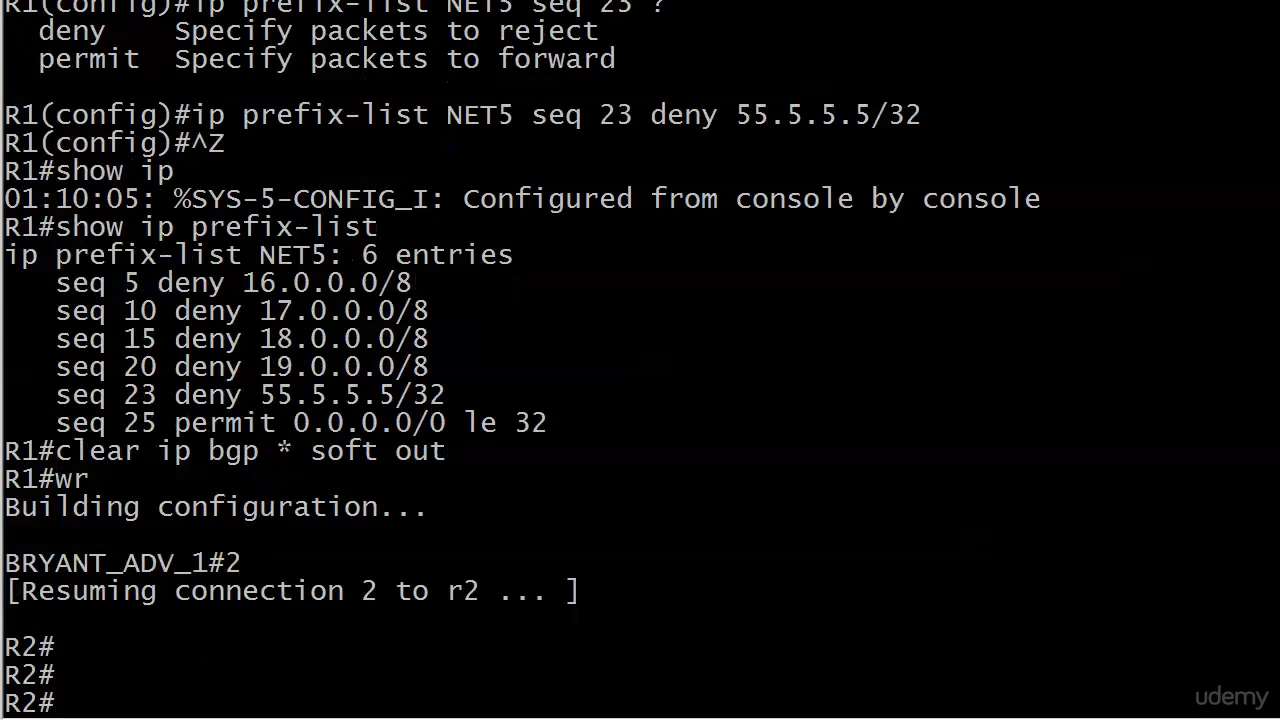 R1(config)#ip prefix-list NET5 seq 23 ?
  deny    Specify packets to reject
  permit  Specify packets to forward
R1(config)#ip prefix-list NET5 seq 23 deny 55.5.5.5/32
R1(config)#^Z
R1#show ip
01:10:05: %SYS-5-CONFIG_I: Configured from console by console
R1#show ip prefix-list
ip prefix-list NET5: 6 entries
   seq 5 deny 16.0.0.0/8
   seq 10 deny 17.0.0.0/8
   seq 15 deny 18.0.0.0/8
   seq 20 deny 19.0.0.0/8
   seq 23 deny 55.5.5.5/32
   seq 25 permit 0.0.0.0/0 le 32
R1#clear ip bgp * soft out
R1#wr
Building configuration...
BRYANT_ADV_1#2
[Resuming connection 2 to r2 ... ]
R2#
R2#
R2#
udemy